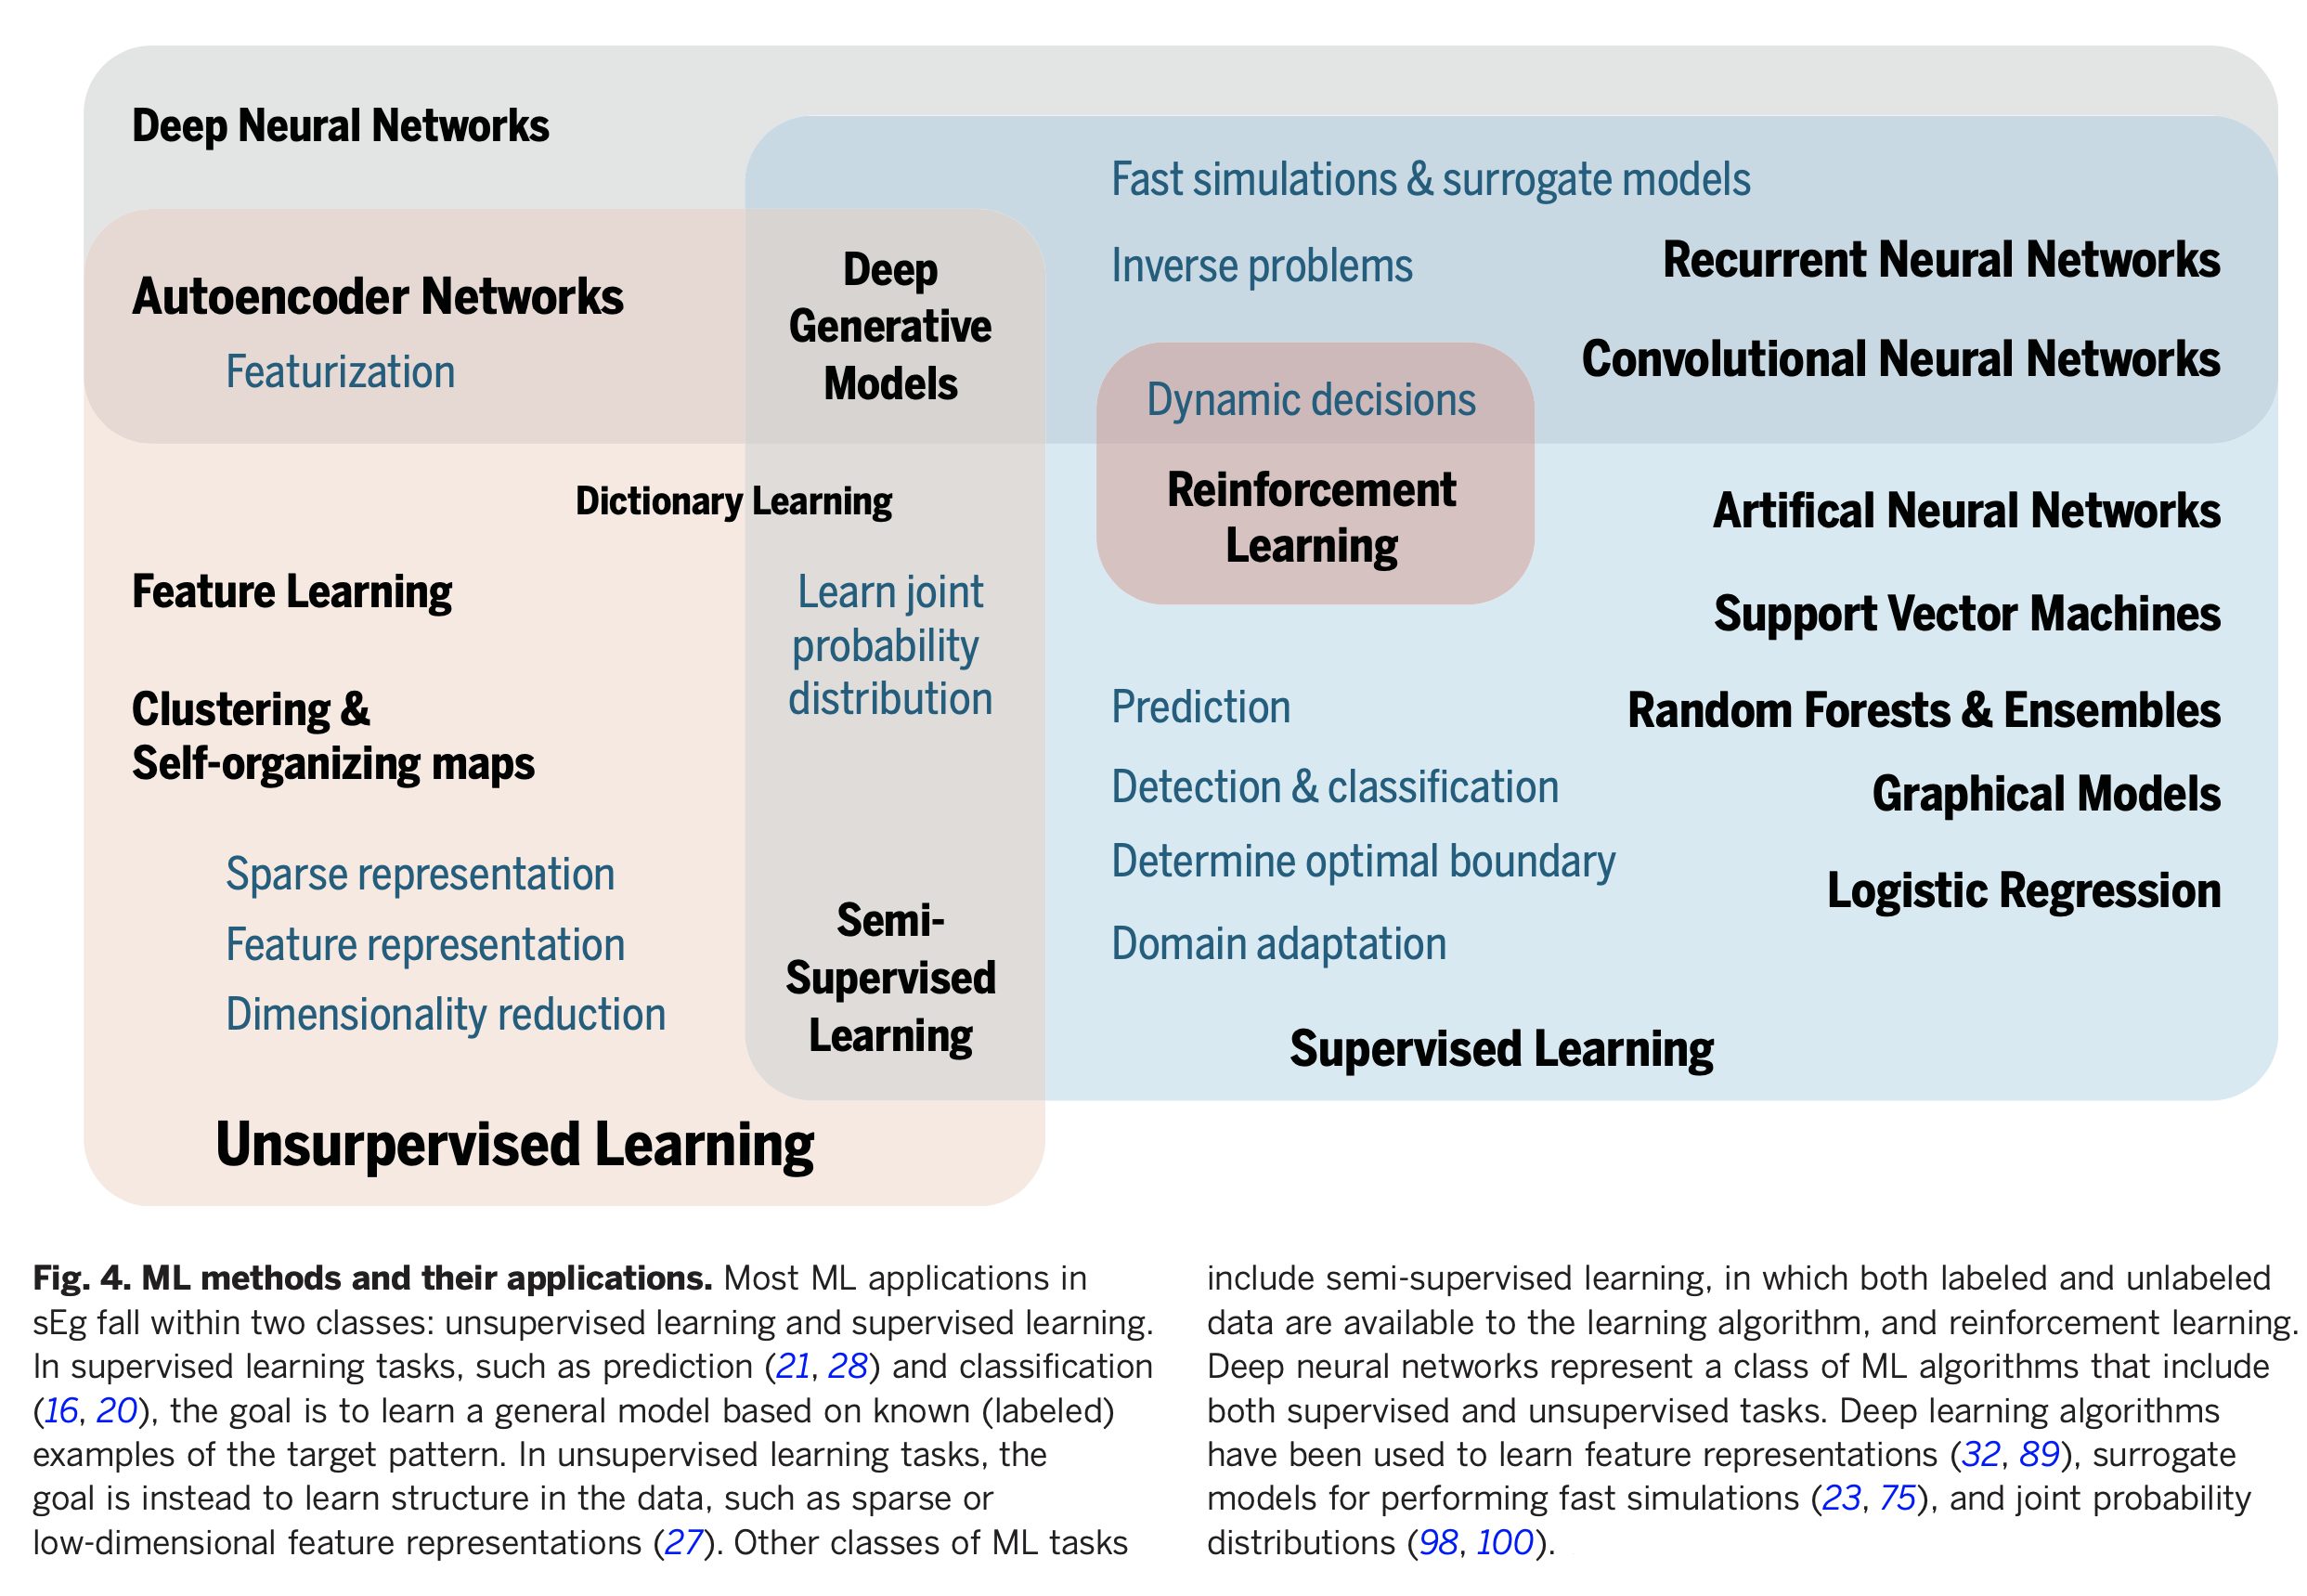 Deep Neural Networks
Autoencoder Networks
Featurization
Deep
Generative
Models
Fast simulations & surrogate models
Inverse problems
Recurrent Neural Networks
Convolutional Neural Networks
Dynamic decisions
Reinforcement
Learning
Dictionary Learning
Feature Learning
Clustering &
Self-organizing maps
Sparse representation
Feature representation
Dimensionality reduction
Unsurpervised Learning
Learn joint
probability
distribution
Semi-
Supervised
Learning
Prediction
Detection & classification
Determine optimal boundary
Domain adaptation
Artifical Neural Networks
Support Vector Machines
Random Forests & Ensembles
Graphical Models
Logistic Regression
Supervised Learning
Fig. 4. ML methods and their applications. Most ML applications in
sEg fall within two classes: unsupervised learning and supervised learning.
In supervised learning tasks, such as prediction (21, 28) and classification
(16, 20), the goal is to learn a general model based on known (labeled)
examples of the target pattern. In unsupervised learning tasks, the
goal is instead to learn structure in the data, such as sparse or
low-dimensional feature representations (27). Other classes of ML tasks
include semi-supervised learning, in which both labeled and unlabeled
data are available to the learning algorithm, and reinforcement learning.
Deep neural networks represent a class of ML algorithms that include
both supervised and unsupervised tasks. Deep learning algorithms
have been used to learn feature representations (32, 89), surrogate
models for performing fast simulations (23, 75), and joint probability
distributions (98, 100).